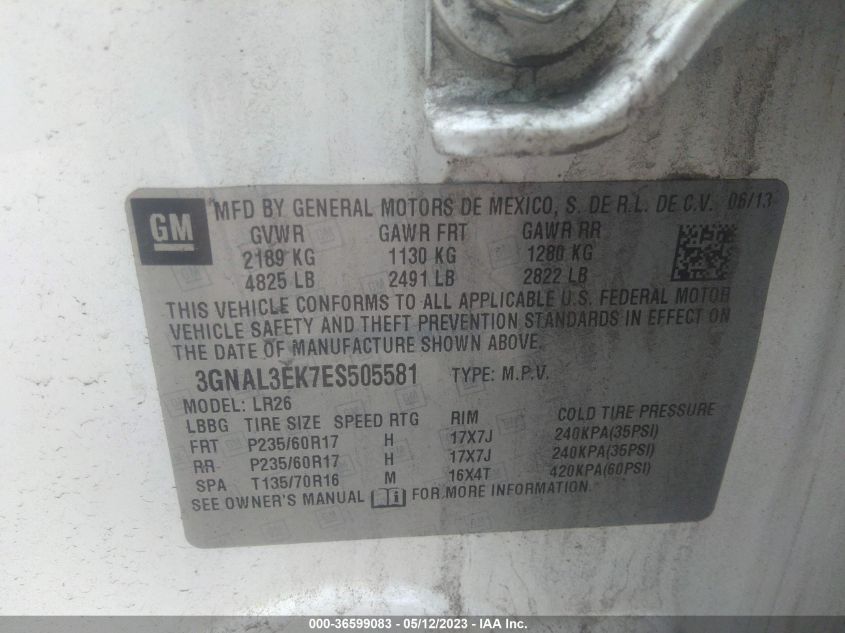 GM
MFD BY GENERAL MOTORS DE MEXICO, S. DE R.L. DE C.V. 06/13
GVWR GAWR FRT GAWR RR
2189 KG 1130 KG 1280 KG
4825 LB 2491 LB 2822 LB
THIS VEHICLE CONFORMS TO ALL APPLICABLE U.S. FEDERAL MOTOR
VEHICLE SAFETY AND THEFT PREVENTION STANDARDS IN EFFECT ON
THE DATE OF MANUFACTURE SHOWN ABOVE.
3GNAL3EK7ES505581 TYPE: M.P.V.
MODEL: LR26
LBBG TIRE SIZE SPEED RTG RIM COLD TIRE PRESSURE
FRT P235/60R17 H 17X7J 240KPA(35PSI)
RR P235/60R17 H 17X7J 240KPA(35PSI)
SPA T135/70R16 M 16X4T 420KPA(60PSI)
SEE OWNER'S MANUAL FOR MORE INFORMATION.
000-36599083 - 05/12/2023 - IAA Inc.